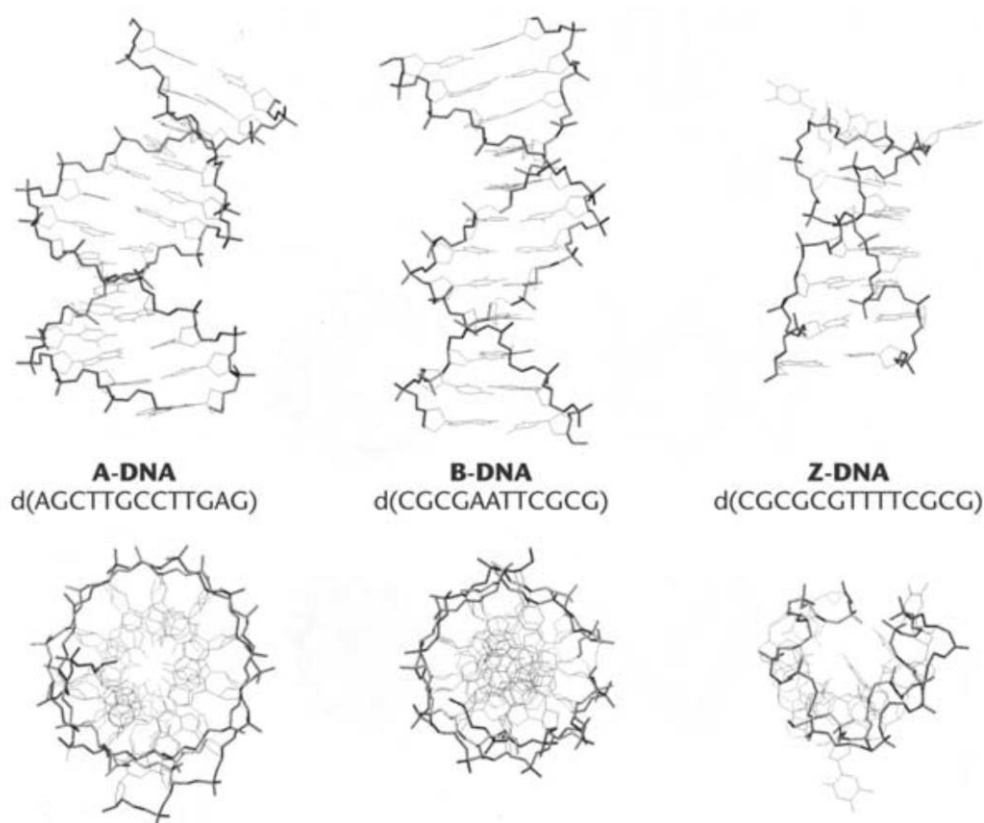 A-DNA
d(AGCTTGCCTTGAG)
B-DNA
d(CGCGAATTCGCG)
Z-DNA
d(CGCGCGTTTTCGCG)